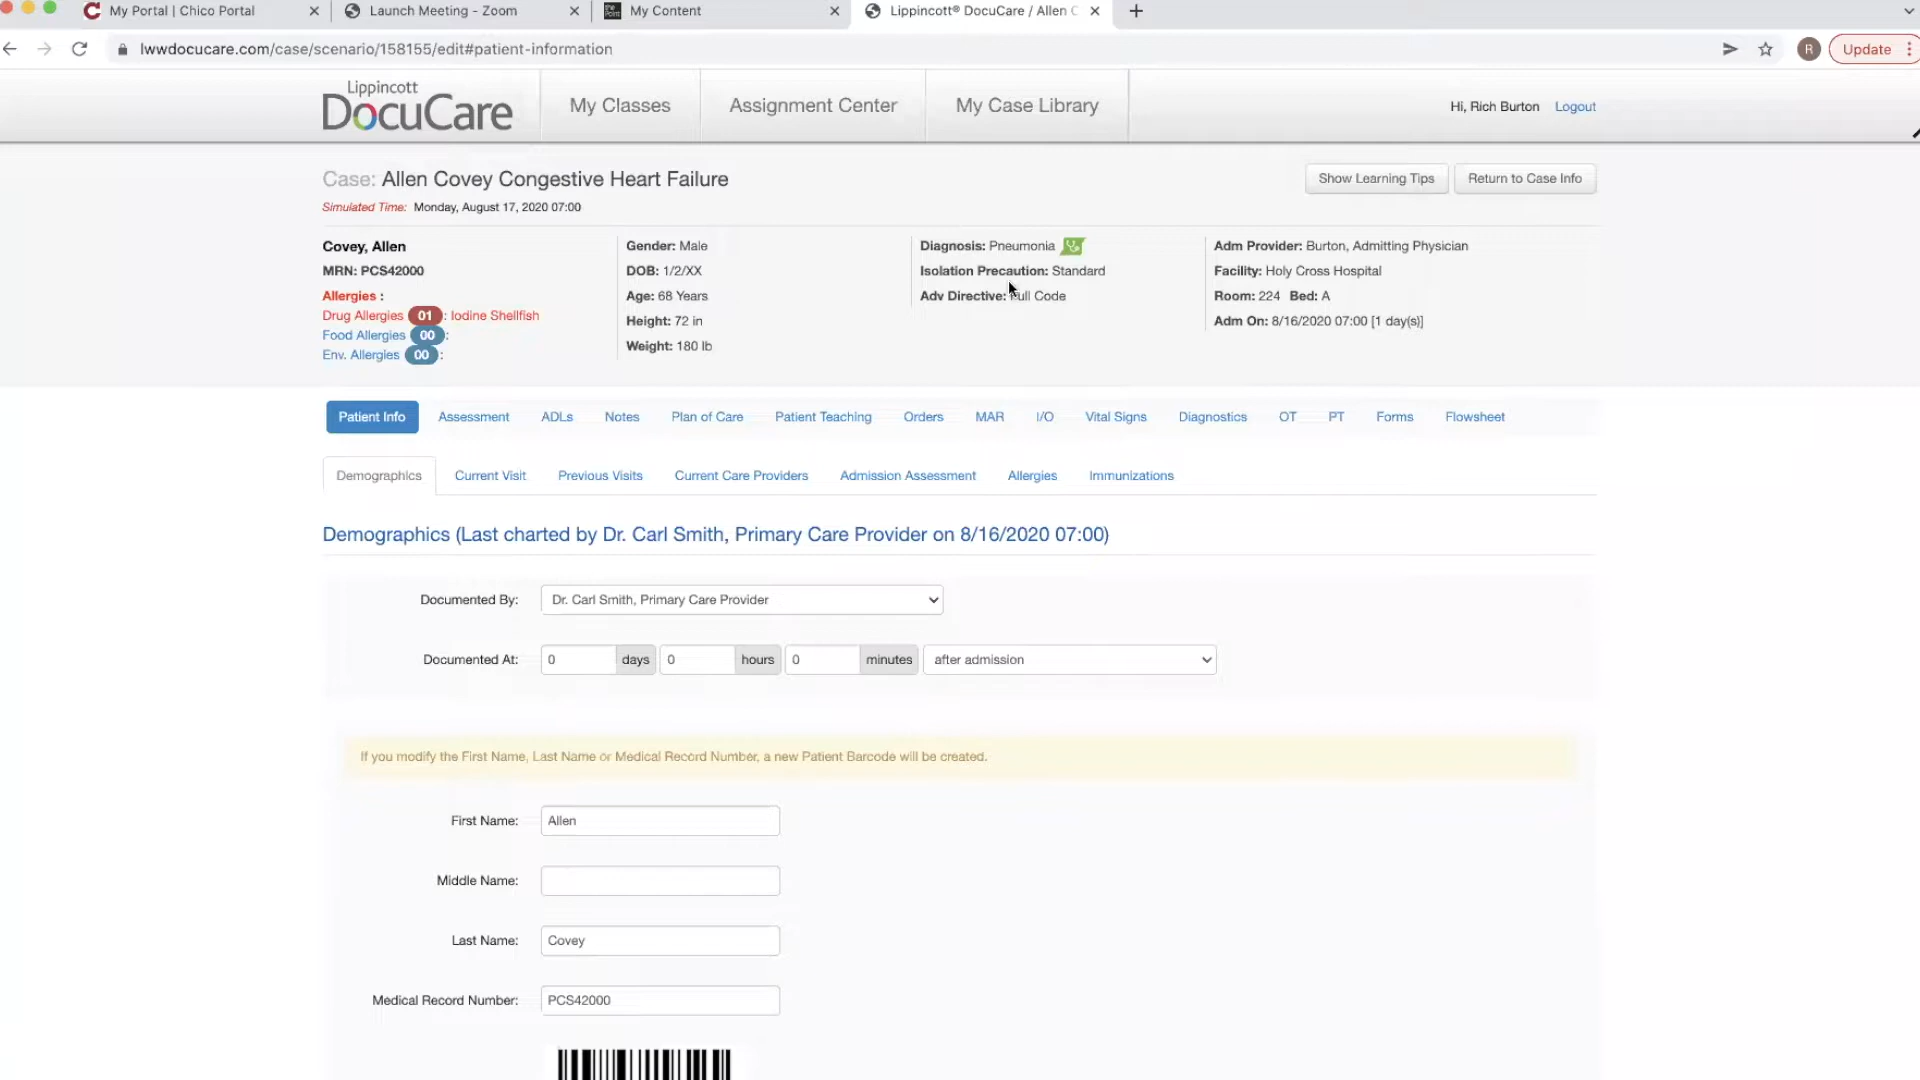 My Portal | Chico Portal
Launch Meeting - Zoom
My Content
Lippincott® DocuCare / Allen C
lwwdocucare.com/case/scenario/158155/edit#patient-information
R
Update
Lippincott
DocuCare
My Classes
Assignment Center
My Case Library
Hi, Rich Burton Logout
Case: Allen Covey Congestive Heart Failure
Show Learning Tips
Return to Case Info
Simulated Time: Monday, August 17, 2020 07:00
Covey, Allen
MRN: PCS42000
Allergies :
Drug Allergies 01 : Iodine Shellfish
Food Allergies 00 :
Env. Allergies 00 :
Gender: Male
DOB: 1/2/XX
Age: 68 Years
Height: 72 in
Weight: 180 lb
Diagnosis: Pneumonia
Isolation Precaution: Standard
Adv Directive: Full Code
Adm Provider: Burton, Admitting Physician
Facility: Holy Cross Hospital
Room: 224 Bed: A
Adm On: 8/16/2020 07:00 [1 day(s)]
Patient Info Assessment ADLs Notes Plan of Care Patient Teaching Orders MAR I/O Vital Signs Diagnostics OT PT Forms Flowsheet
Demographics Current Visit Previous Visits Current Care Providers Admission Assessment Allergies Immunizations
Demographics (Last charted by Dr. Carl Smith, Primary Care Provider on 8/16/2020 07:00)
Documented By: Dr. Carl Smith, Primary Care Provider
Documented At: 0 days 0 hours 0 minutes after admission
If you modify the First Name, Last Name or Medical Record Number, a new Patient Barcode will be created.
First Name: Allen
Middle Name:
Last Name: Covey
Medical Record Number: PCS42000